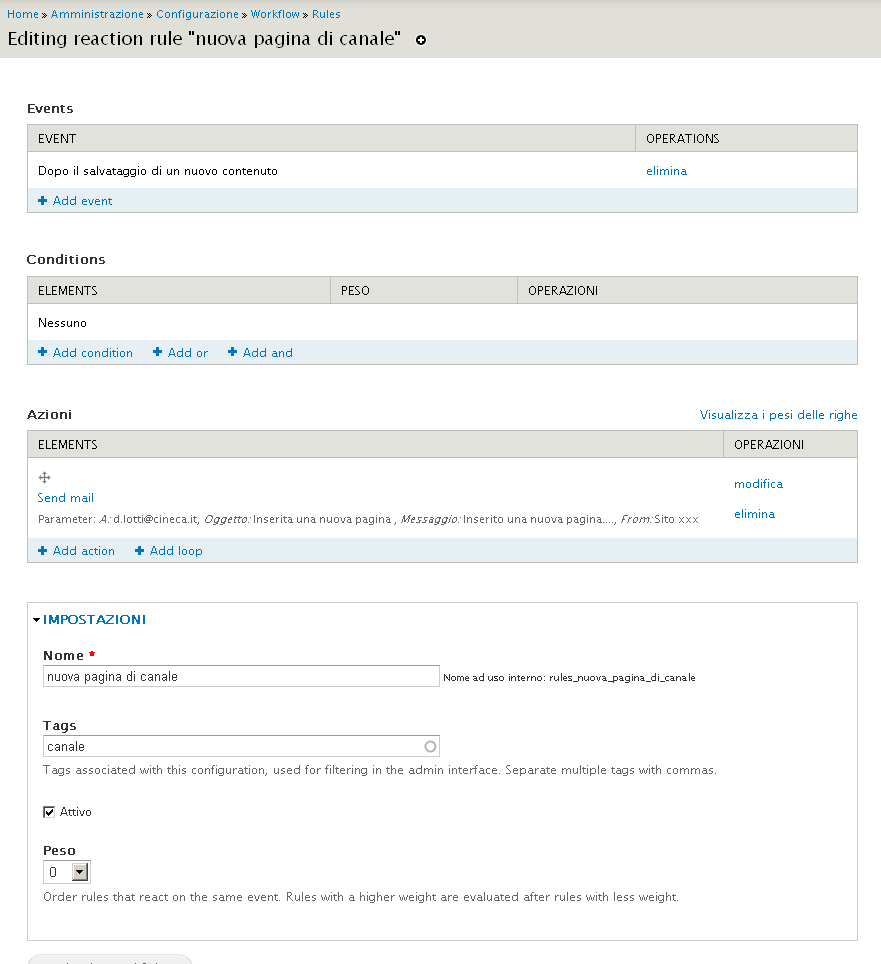 Home » Amministrazione » Configurazione » Workflow » Rules
Editing reaction rule "nuova pagina di canale"
Events
EVENT OPERATIONS
Dopo il salvataggio di un nuovo contenuto elimina
Add event
Conditions
ELEMENTS PESO OPERAZIONI
Nessuno
Add condition Add or Add and
Azioni Visualizza i pesi delle righe
ELEMENTS OPERAZIONI
modifica
Send mail
elimina
Parameter: A: d.lotti@cineca.it, Oggetto: Inserita una nuova pagina , Messaggio: Inserito una nuova pagina...., From: Sito xxx
Add action Add loop
IMPOSTAZIONI
Nome *
nuova pagina di canale Nome ad uso interno: rules_nuova_pagina_di_canale
Tags
canale
Tags associated with this configuration, used for filtering in the admin interface. Separate multiple tags with commas.
Attivo
Peso
0
Order rules that react on the same event. Rules with a higher weight are evaluated after rules with less weight.